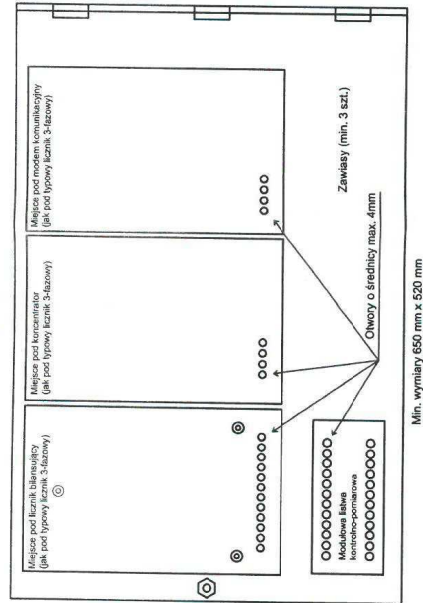 Miejsce pod licznik bilansujący
(jak pod typowy licznik 3-fazowy)
Miejsce pod koncentrator
(jak pod typowy licznik 3-fazowy)
Miejsce pod modem komunikacyjny
(jak pod typowy licznik 3-fazowy)
Modułowa listwa
kontrolno-pomiarowa
Otwory o średnicy max. 4mm
Zawiasy (min. 3 szt.)
Min. wymiary 650 mm x 520 mm